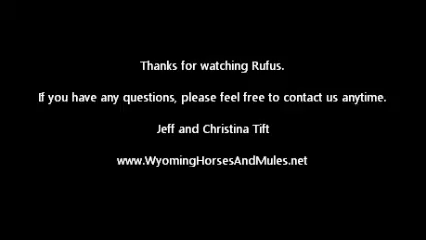 Thanks for watching Rufus.
If you have any questions, please feel free to contact us anytime.
Jeff and Christina Tift
www.WyomingHorsesAndMules.net